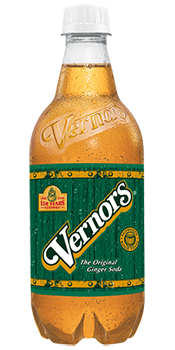 Vernors
150 YEARS
Vernors
The Original
Ginger Soda